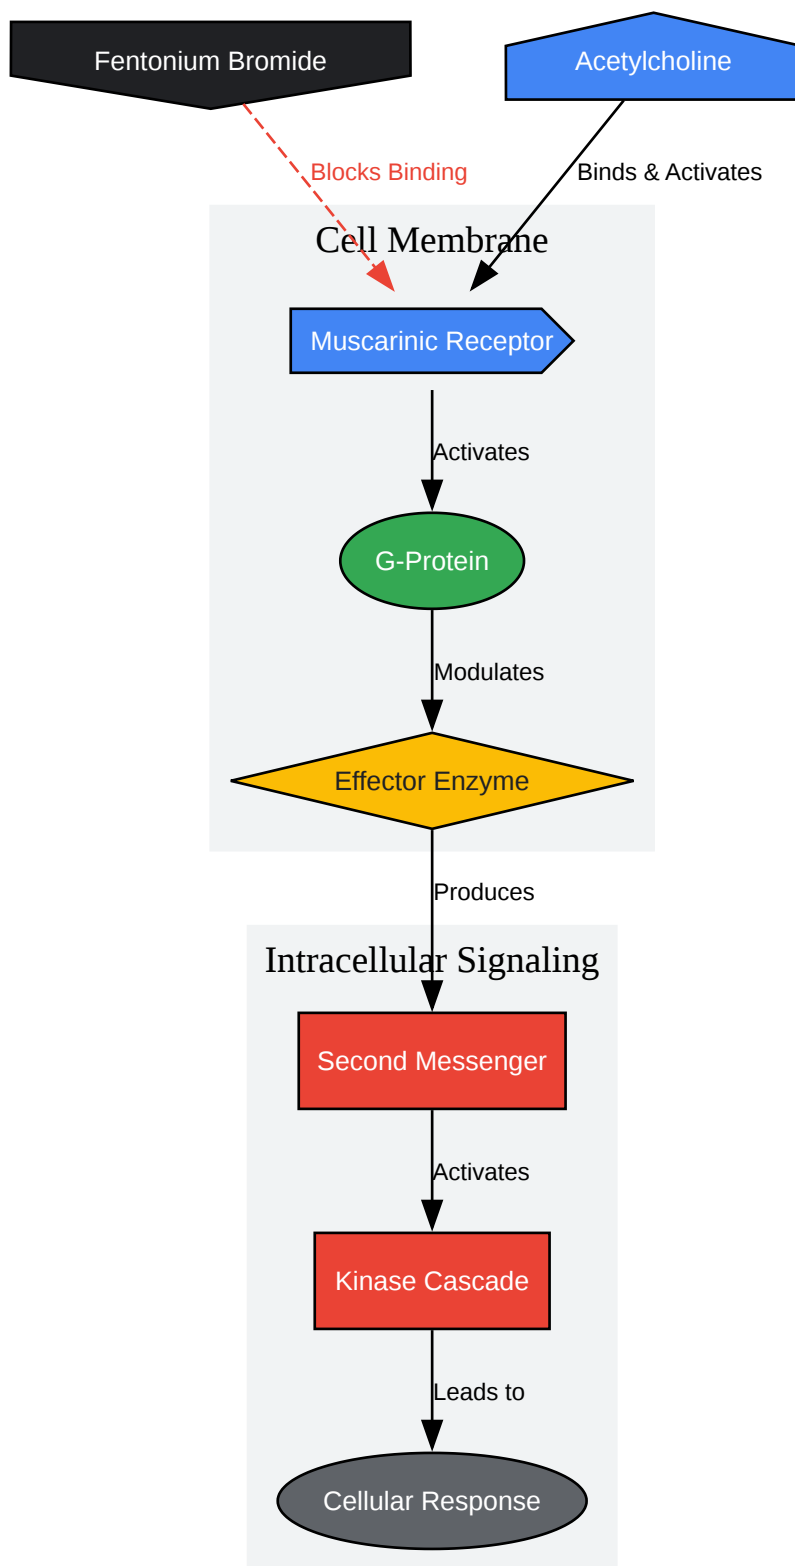 Fentonium Bromide
Acetylcholine
Blocks Binding
Binds & Activates
Cell Membrane
Muscarinic Receptor
Activates
G-Protein
Modulates
Effector Enzyme
Produces
Intracellular Signaling
Second Messenger
Activates
Kinase Cascade
Leads to
Cellular Response